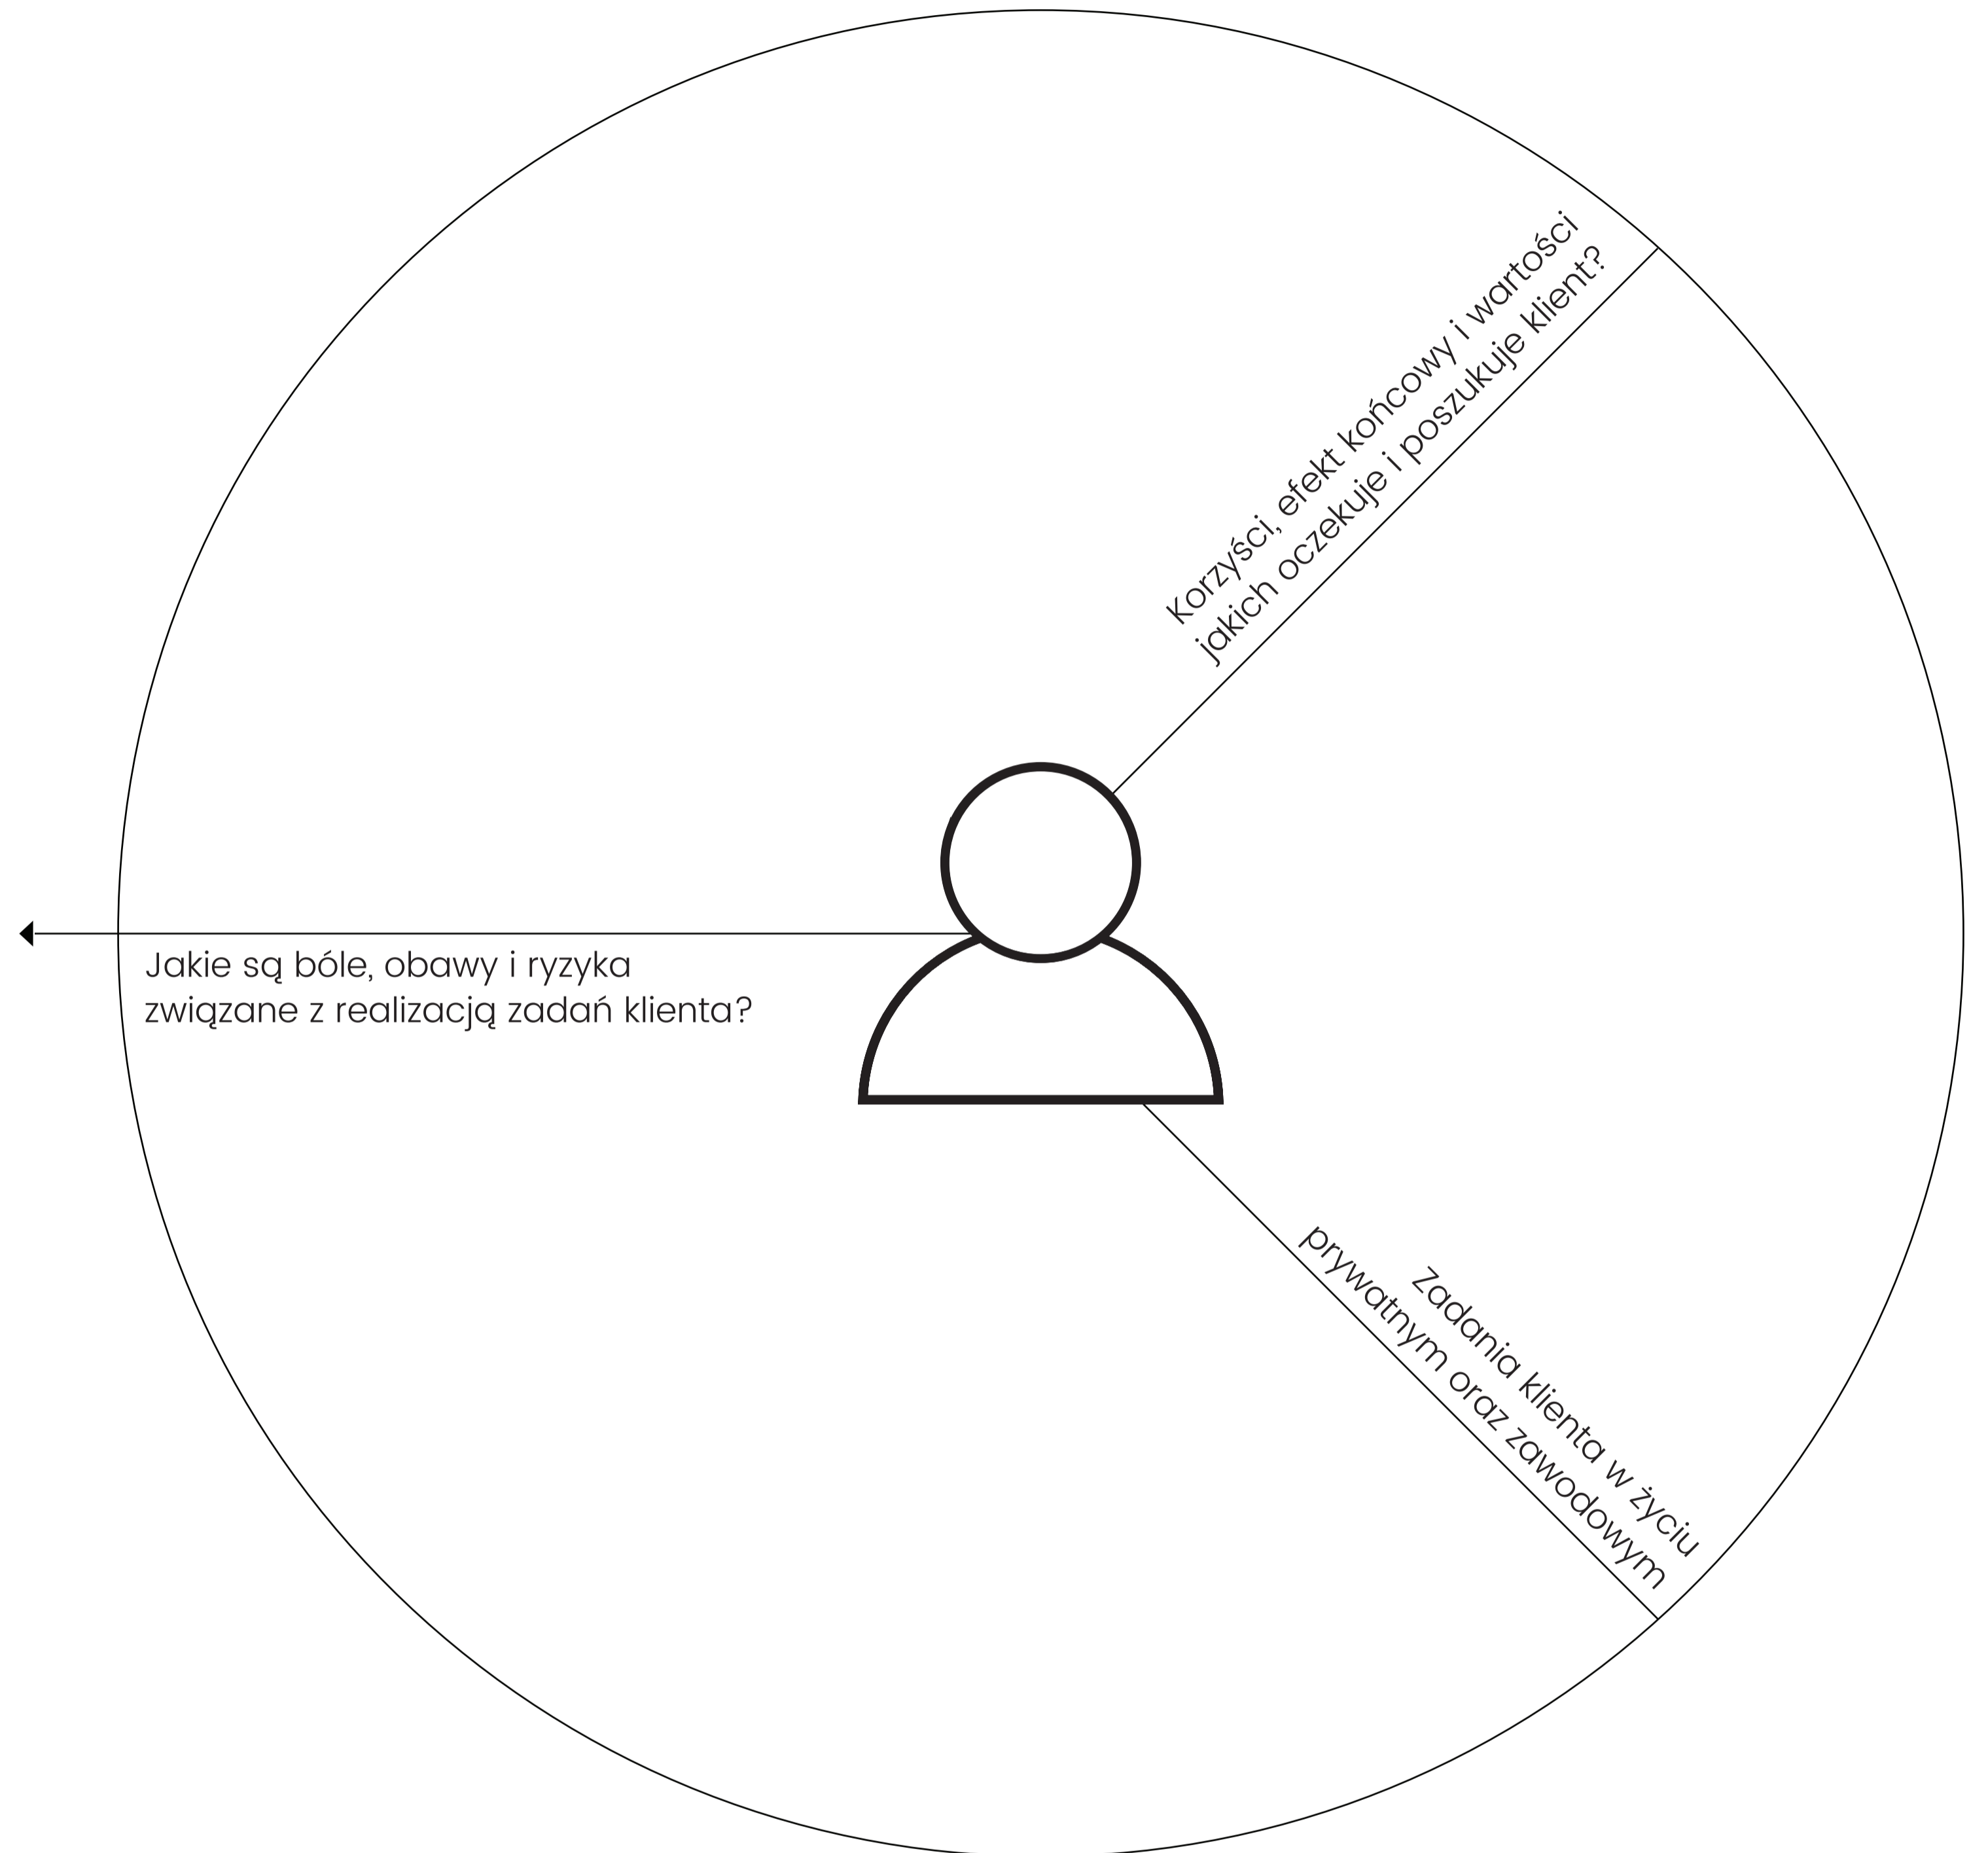 Korzyści, efekt końcowy i wartości
jakich oczekuje i poszukuje klient?
Jakie są bóle, obawy i ryzyka
związane z realizacją zadań klienta?
Zadania klienta w życiu
prywatnym oraz zawodowym